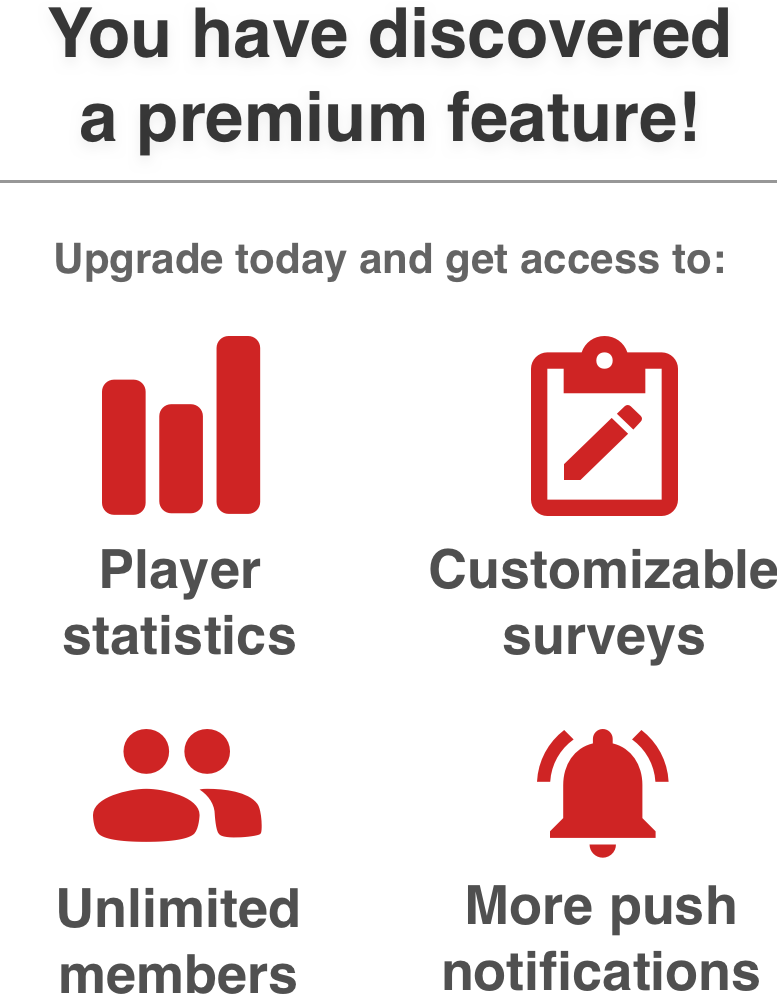 You have discovered
a premium feature!
Upgrade today and get access to:
Player
statistics
Customizable
surveys
Unlimited
members
More push
notifications